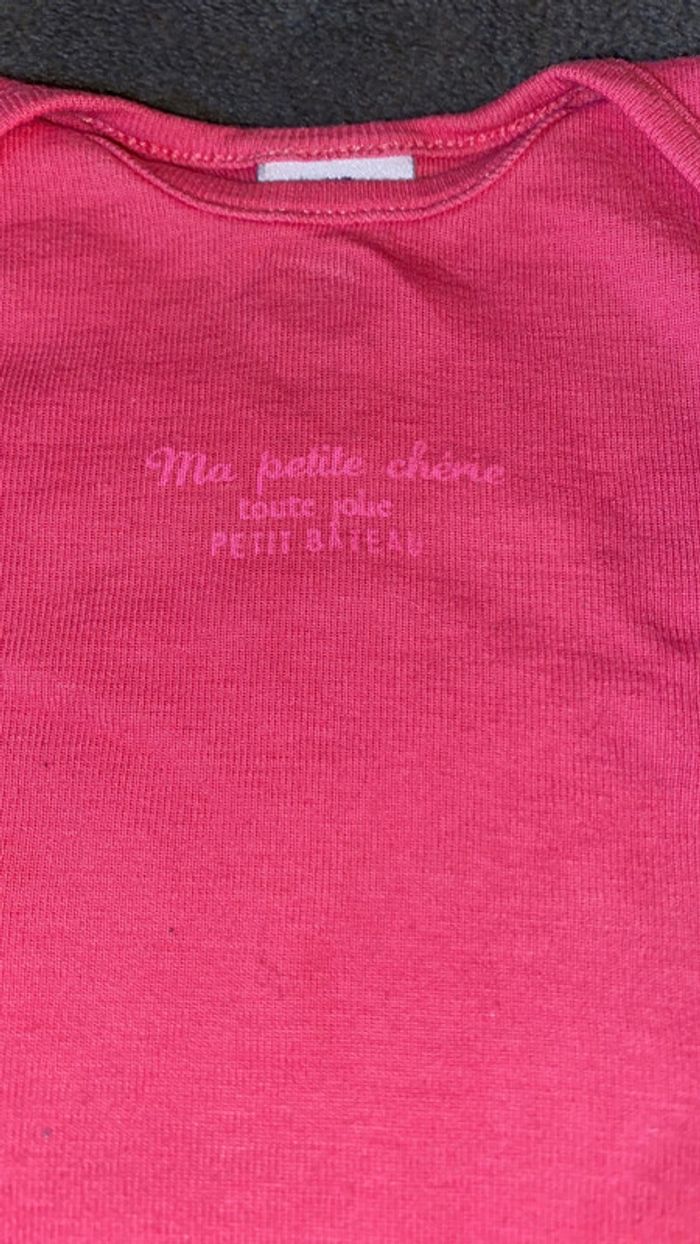 Ma petite chérie
toute jolie
PETIT BATEAU